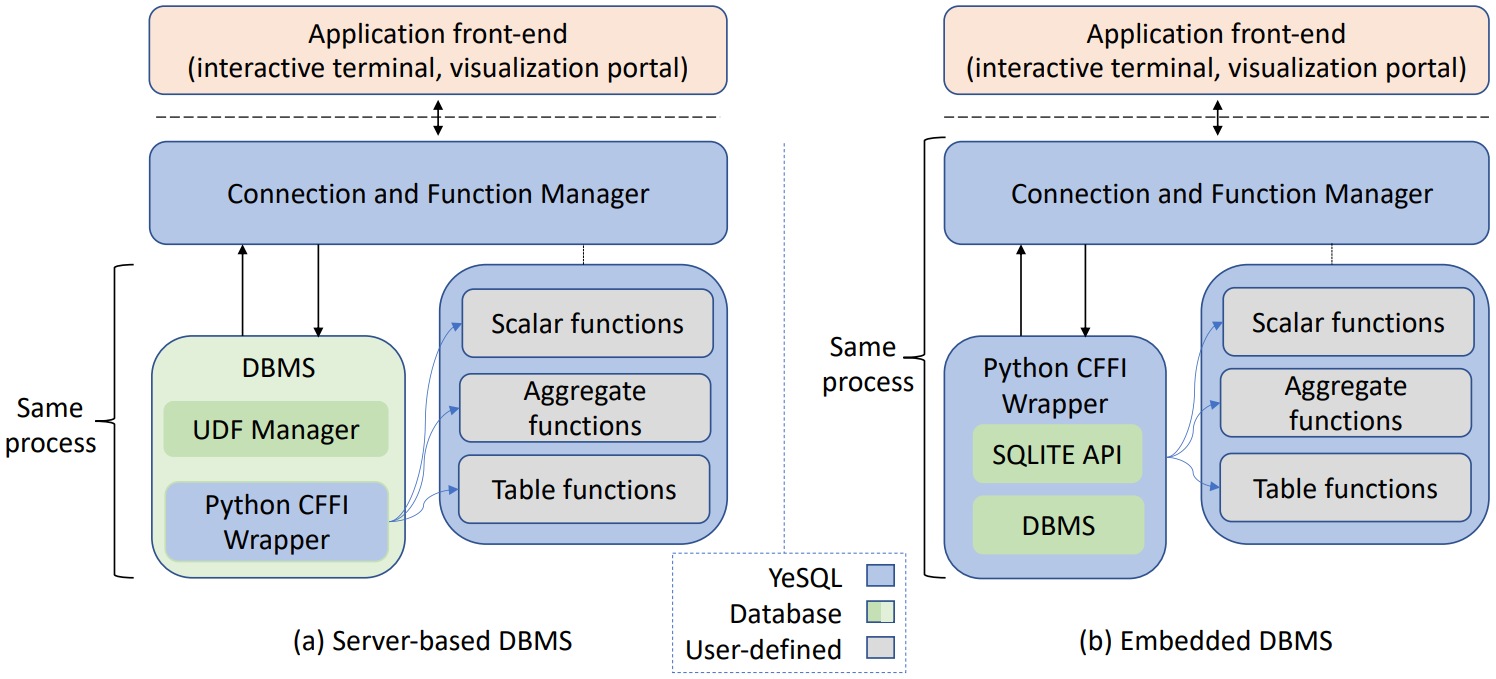 Application front-end
(interactive terminal, visualization portal)
Connection and Function Manager
Same
process
DBMS
UDF Manager
Python CFFI
Wrapper
Scalar functions
Aggregate
functions
Table functions
(a) Server-based DBMS
Application front-end
(interactive terminal, visualization portal)
Connection and Function Manager
Same
process
Python CFFI
Wrapper
SQLITE API
DBMS
Scalar functions
Aggregate
functions
Table functions
(b) Embedded DBMS
YeSQL
Database
User-defined